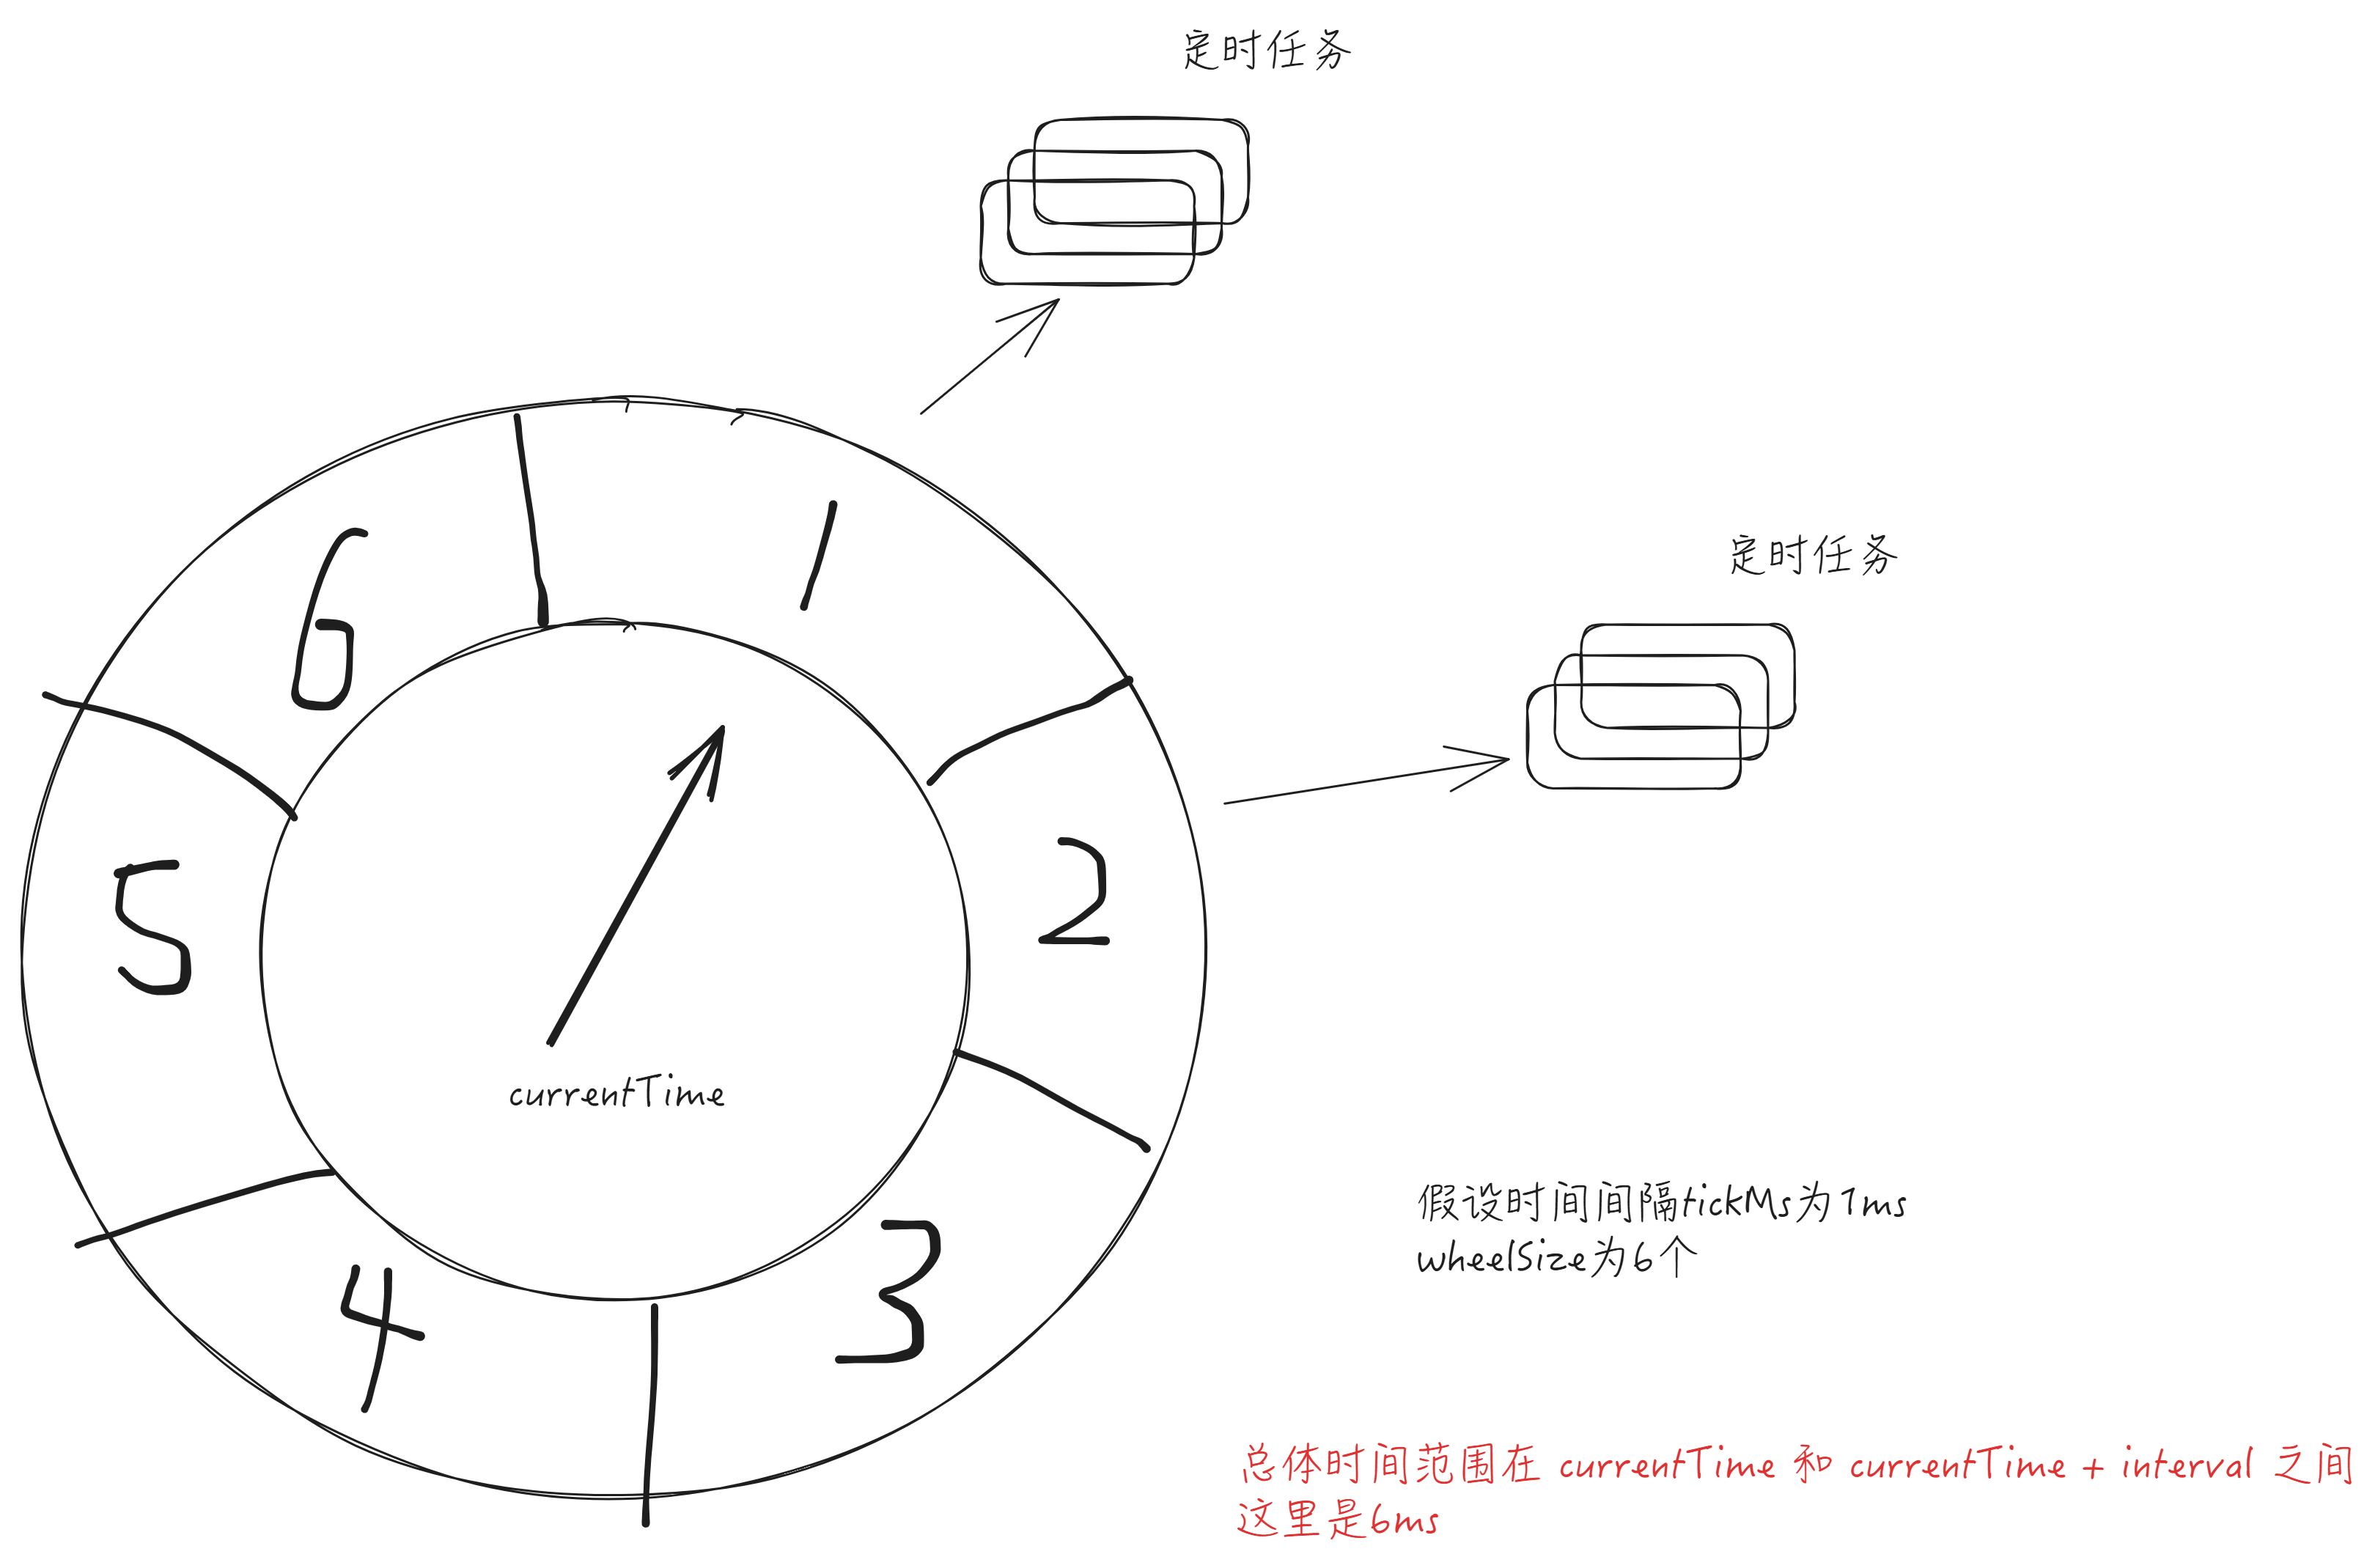 定时任务
定时任务
1
2
3
4
5
6
currentTime
假设时间间隔tickMs为1ms
wheelSize为6个
总体时间范围在 currentTime 和 currentTime + interval 之间
这里是6ms